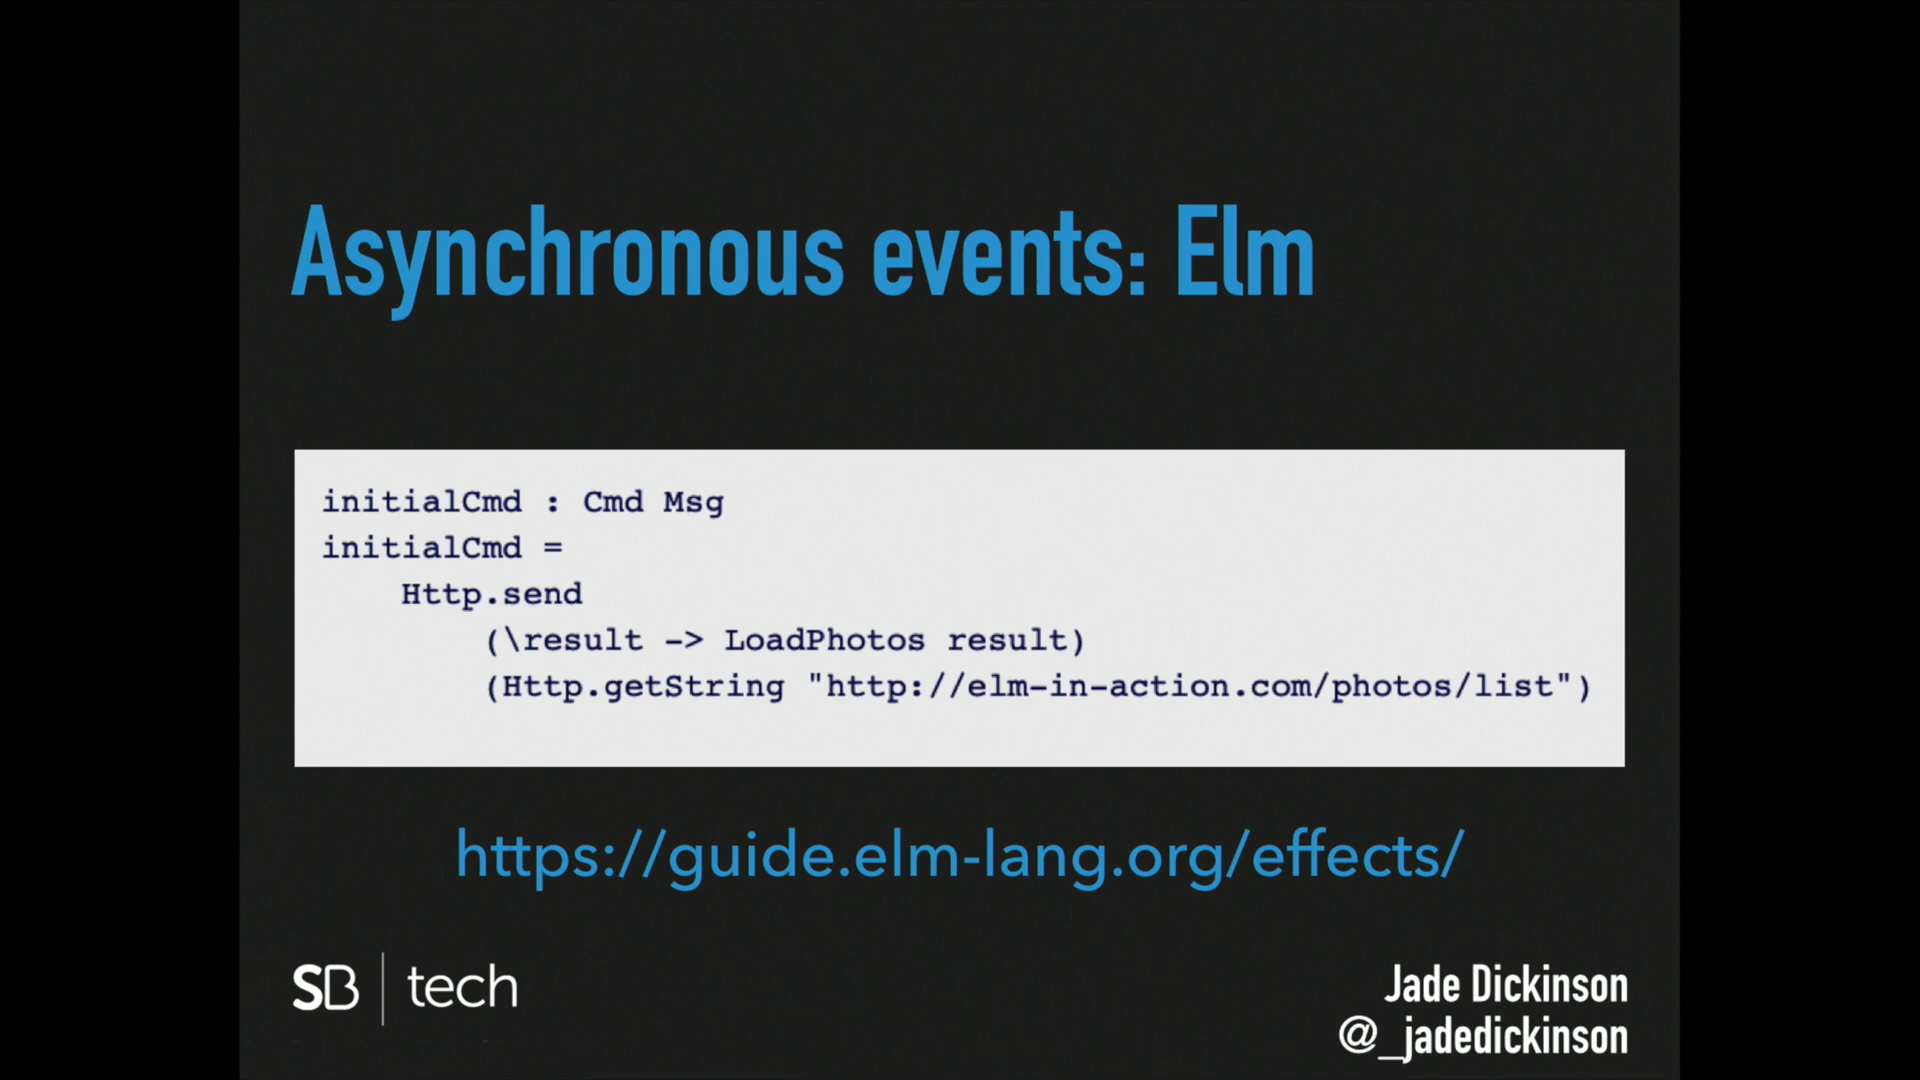 Asynchronous events: Elm
initialCmd : Cmd Msg
initialCmd =
    Http.send
        (\result -> LoadPhotos result)
        (Http.getString "http://elm-in-action.com/photos/list")
https://guide.elm-lang.org/effects/
SB | tech
Jade Dickinson
@_jadedickinson